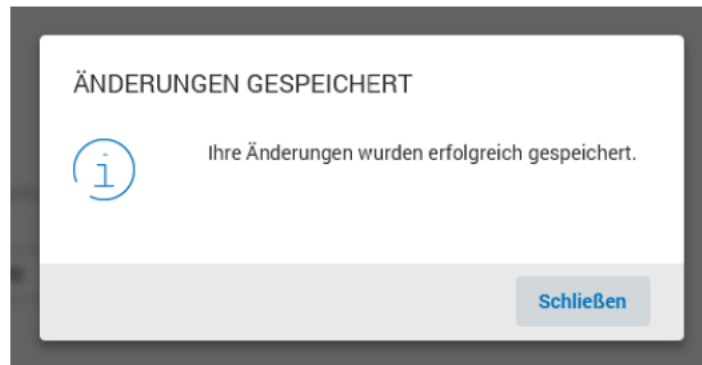 ÄNDERUNGEN GESPEICHERT
Ihre Änderungen wurden erfolgreich gespeichert.
Schließen